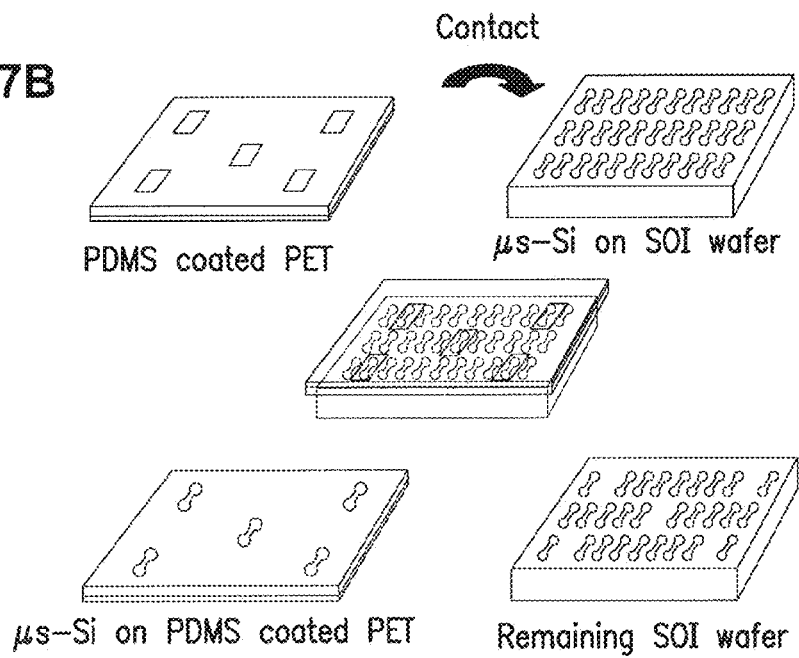 Contact
7B
PDMS coated PET
μs-Si on SOI wafer
μs-Si on PDMS coated PET
Remaining SOI wafer